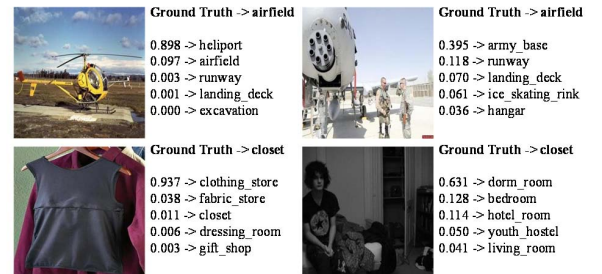 Ground Truth -> airfield
0.898 -> heliport
0.097 -> airfield
0.003 -> runway
0.001 -> landing_deck
0.000 -> excavation
Ground Truth -> airfield
0.395 -> army_base
0.118 -> runway
0.070 -> landing_deck
0.061 -> ice_skating_rink
0.036 -> hangar
Ground Truth -> closet
0.937 -> clothing_store
0.038 -> fabric_store
0.011 -> closet
0.006 -> dressing_room
0.003 -> gift_shop
Ground Truth -> closet
0.631 -> dorm_room
0.128 -> bedroom
0.114 -> hotel_room
0.050 -> youth_hostel
0.041 -> living_room